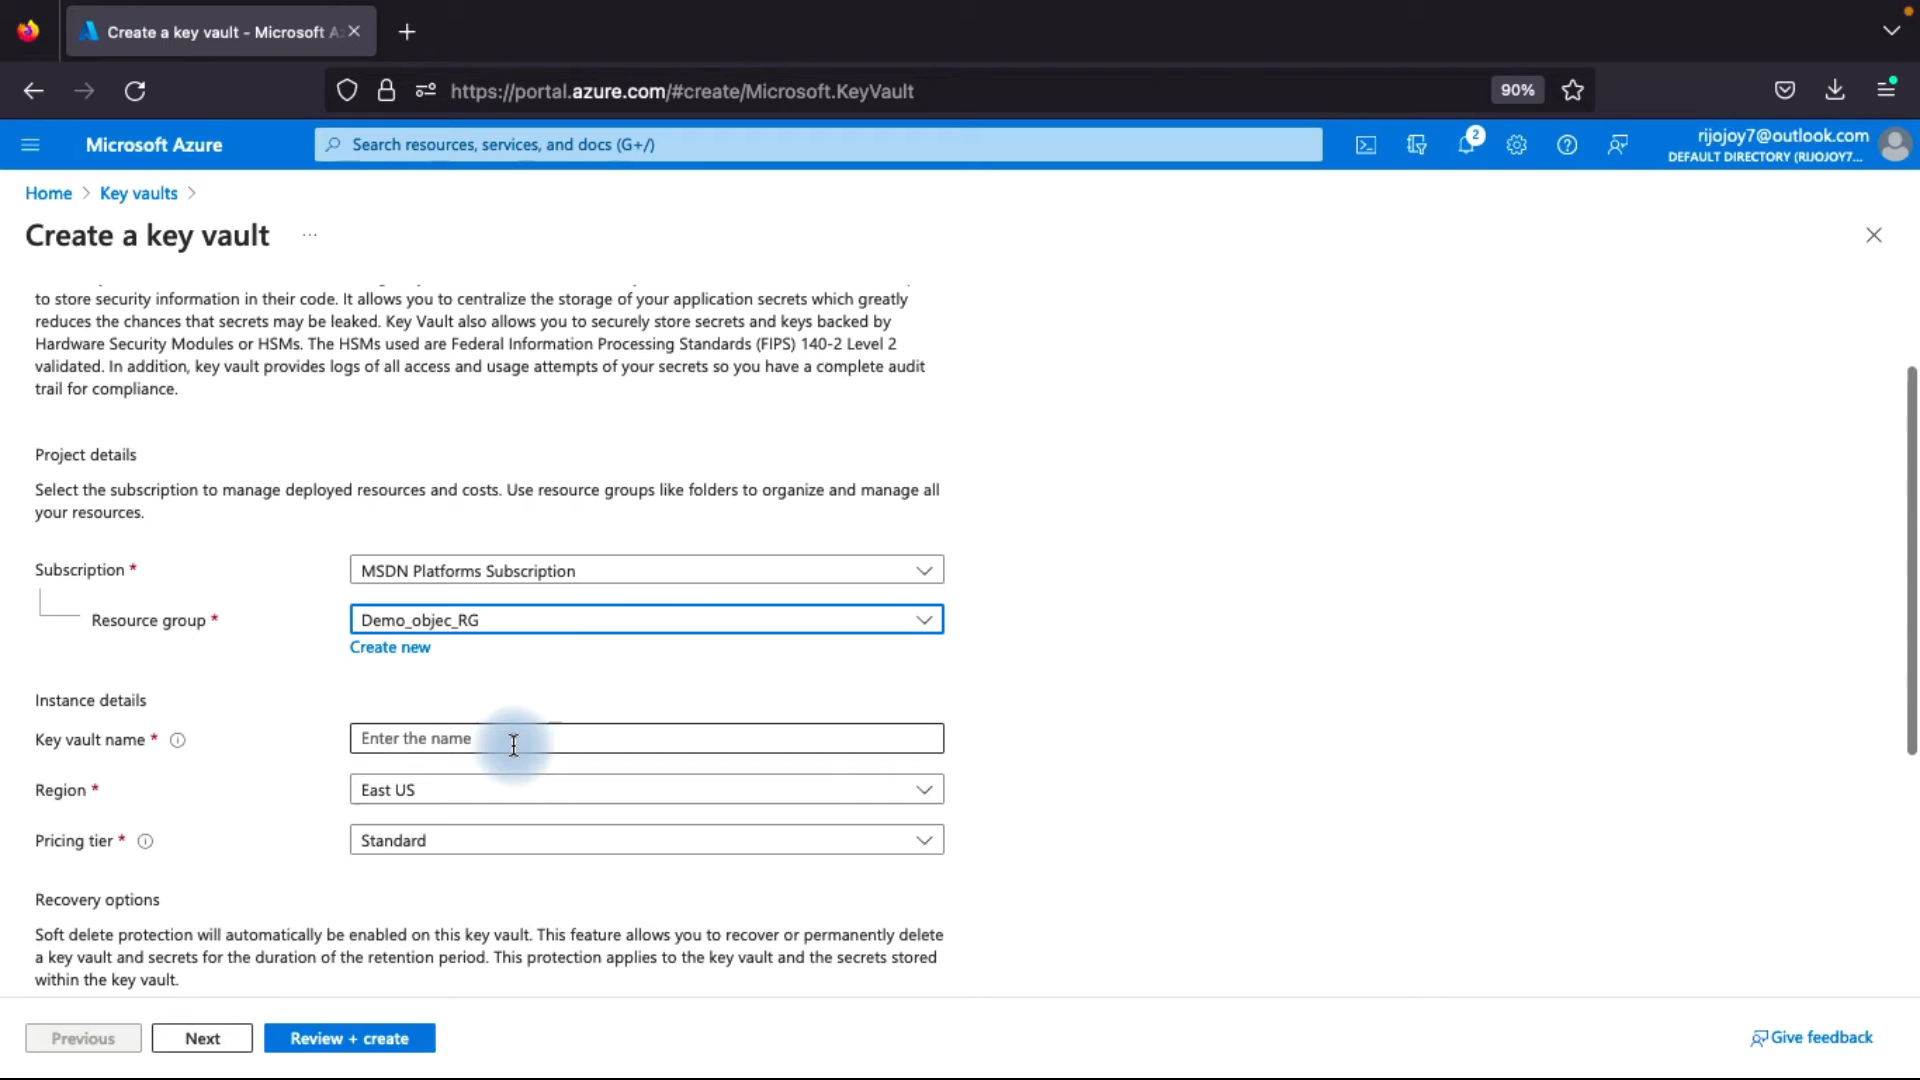 Create a key vault - Microsoft A
https://portal.azure.com/#create/Microsoft.KeyVault
90%
Microsoft Azure
Search resources, services, and docs (G+/)
2
rijojoy7@outlook.com
DEFAULT DIRECTORY (RIJOJOY7...
Home > Key vaults >
Create a key vault ...
to store security information in their code. It allows you to centralize the storage of your application secrets which greatly
reduces the chances that secrets may be leaked. Key Vault also allows you to securely store secrets and keys backed by
Hardware Security Modules or HSMs. The HSMs used are Federal Information Processing Standards (FIPS) 140-2 Level 2
validated. In addition, key vault provides logs of all access and usage attempts of your secrets so you have a complete audit
trail for compliance.
Project details
Select the subscription to manage deployed resources and costs. Use resource groups like folders to organize and manage all
your resources.
Subscription *
MSDN Platforms Subscription
Resource group *
Demo_objec_RG
Create new
Instance details
Key vault name *
Enter the name
Region *
East US
Pricing tier *
Standard
Recovery options
Soft delete protection will automatically be enabled on this key vault. This feature allows you to recover or permanently delete
a key vault and secrets for the duration of the retention period. This protection applies to the key vault and the secrets stored
within the key vault.
Previous
Next
Review + create
Give feedback